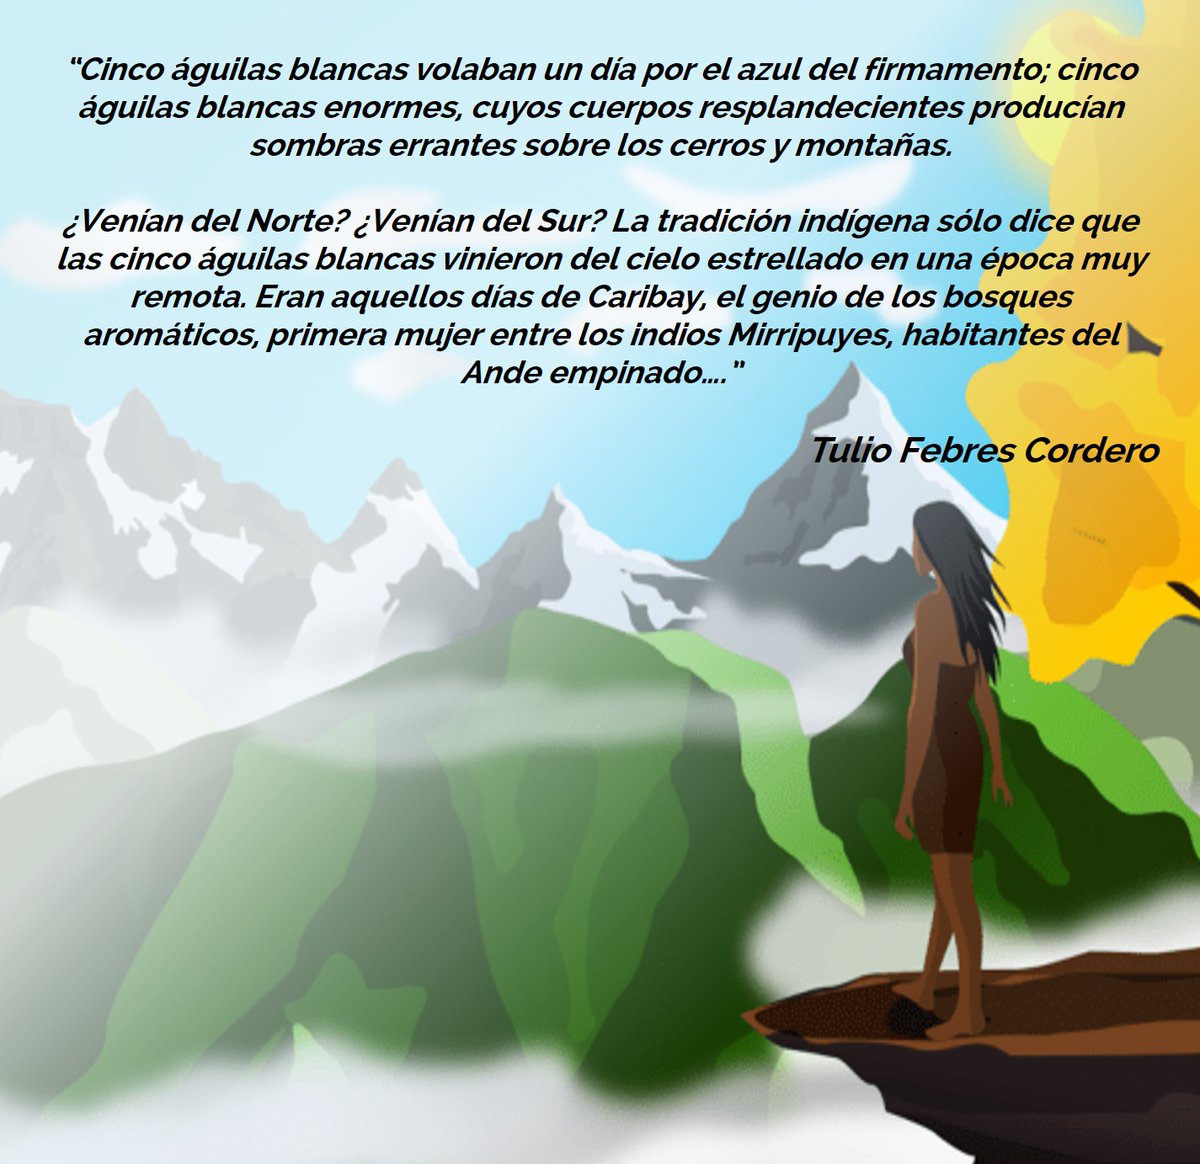 “Cinco águilas blancas volaban un día por el azul del firmamento; cinco
águilas blancas enormes, cuyos cuerpos resplandecientes producían
sombras errantes sobre los cerros y montañas.
¿Venían del Norte? ¿Venían del Sur? La tradición indígena sólo dice que
las cinco águilas blancas vinieron del cielo estrellado en una época muy
remota. Eran aquellos días de Caribay, el genio de los bosques
aromáticos, primera mujer entre los indios Mirripuyes, habitantes del
Ande empinado....”
Tulio Febres Cordero